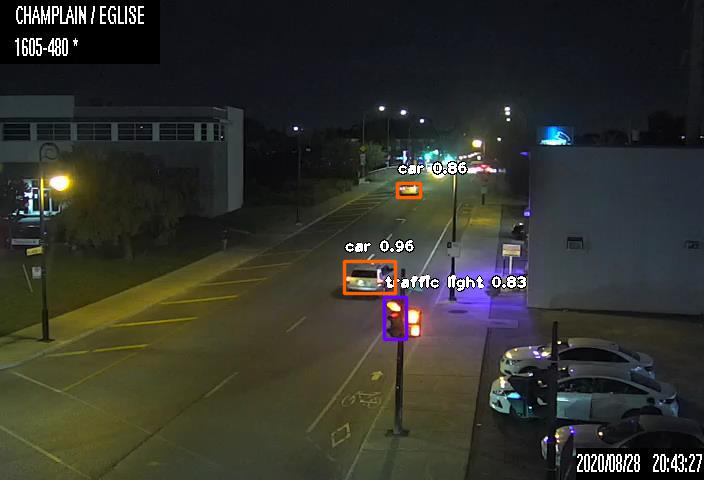 CHAMPLAIN / EGLISE
1605-480 *
car 0.86
car 0.96
traffic light 0.83
2020/08/28 20:43:27